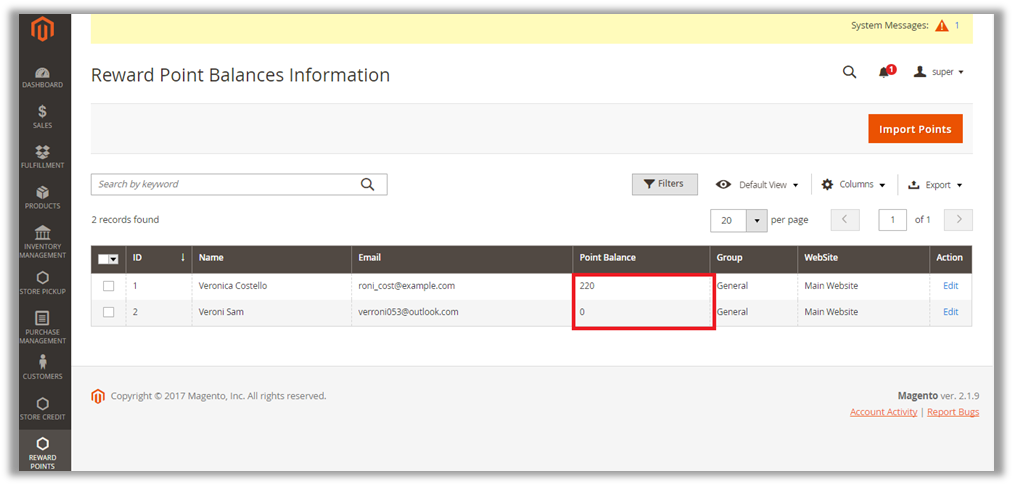 System Messages: 1
Reward Point Balances Information
1
super
Import Points
DASHBOARD
SALES
FULFILLMENT
PRODUCTS
INVENTORY
MANAGEMENT
STORE PICKUP
PURCHASE
MANAGEMENT
CUSTOMERS
STORE CREDIT
REWARD
POINTS
Search by keyword
Filters
Default View
Columns
Export
2 records found
20 per page
1 of 1
ID Name Email Point Balance Group WebSite Action
1 Veronica Costello roni_cost@example.com 220 General Main Website Edit
2 Veroni Sam verroni053@outlook.com 0 General Main Website Edit
Copyright © 2017 Magento, Inc. All rights reserved.
Magento ver. 2.1.9
Account Activity | Report Bugs